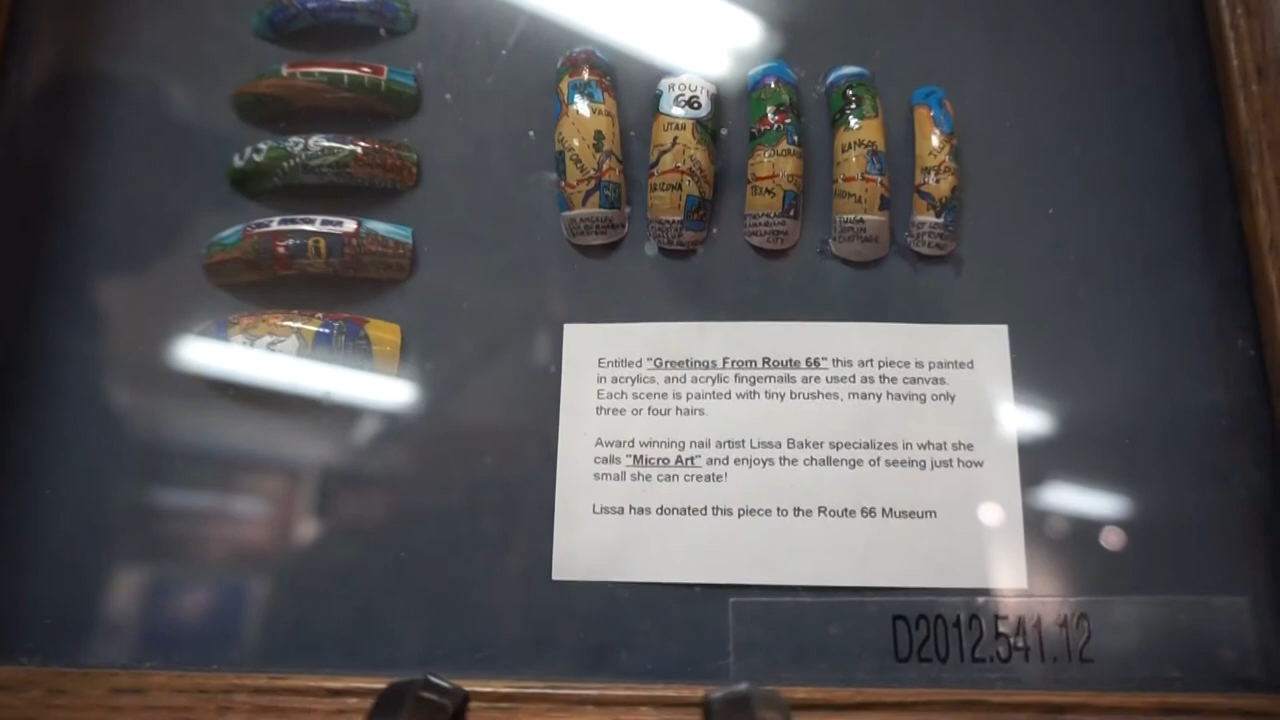 ROUTE
66
UTAH
COLORADO
KANSAS
CALIFORNIA
ARIZONA
TEXAS
TULSA
JOPLIN
CITY
Entitled "Greetings From Route 66" this art piece is painted
in acrylics, and acrylic fingernails are used as the canvas.
Each scene is painted with tiny brushes, many having only
three or four hairs.
Award winning nail artist Lissa Baker specializes in what she
calls "Micro Art" and enjoys the challenge of seeing just how
small she can create!
Lissa has donated this piece to the Route 66 Museum
D2012.541.12